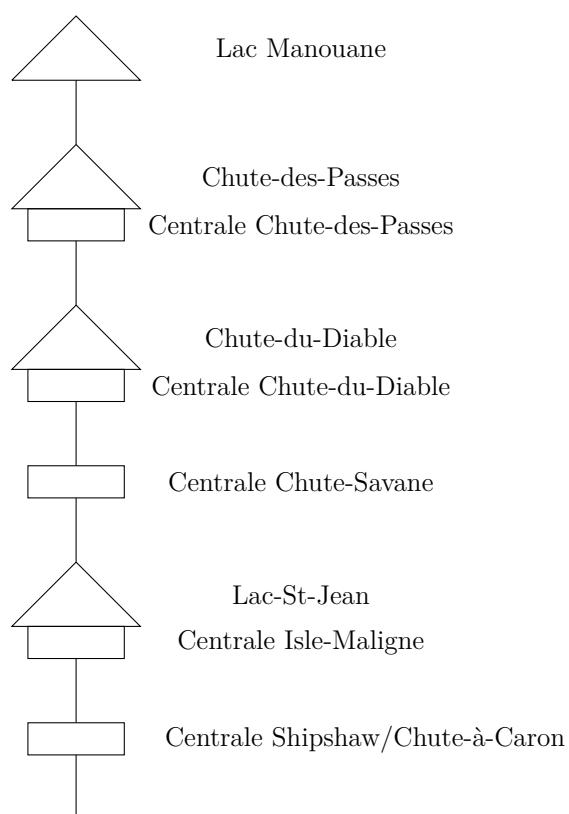 Lac Manouane
Chute-des-Passes
Centrale Chute-des-Passes
Chute-du-Diable
Centrale Chute-du-Diable
Centrale Chute-Savane
Lac-St-Jean
Centrale Isle-Maligne
Centrale Shipshaw/Chute-à-Caron